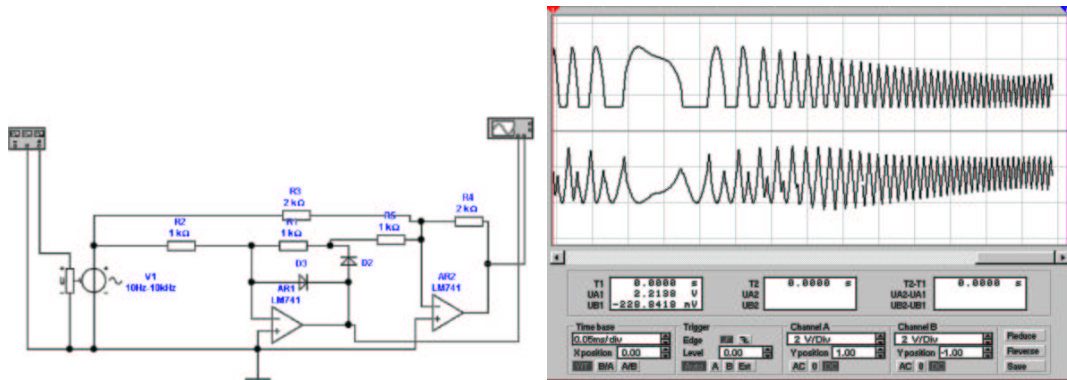 R3
2 kΩ
R4
2 kΩ
R2
1 kΩ
R1
1 kΩ
R5
1 kΩ
D2
D3
V1
10Hz-10kHz
AR1
LM741
AR2
LM741
T1 0.0000 s
UA1 2.2198 V
UB1 -228.8418 mV
T2 0.0000 s
UA2
UB2
T2-T1 0.0000 s
UA2-UA1
UB2-UB1
Time base
0.05ms/div
X position 0.00
Y/T B/A A/B
Trigger
Edge
Level 0.00
Auto A B Ext
Channel A
2 V/Div
Y position 1.00
AC 0 DC
Channel B
2 V/Div
Y position -1.00
AC 0 DC
Reduce
Reverse
Save